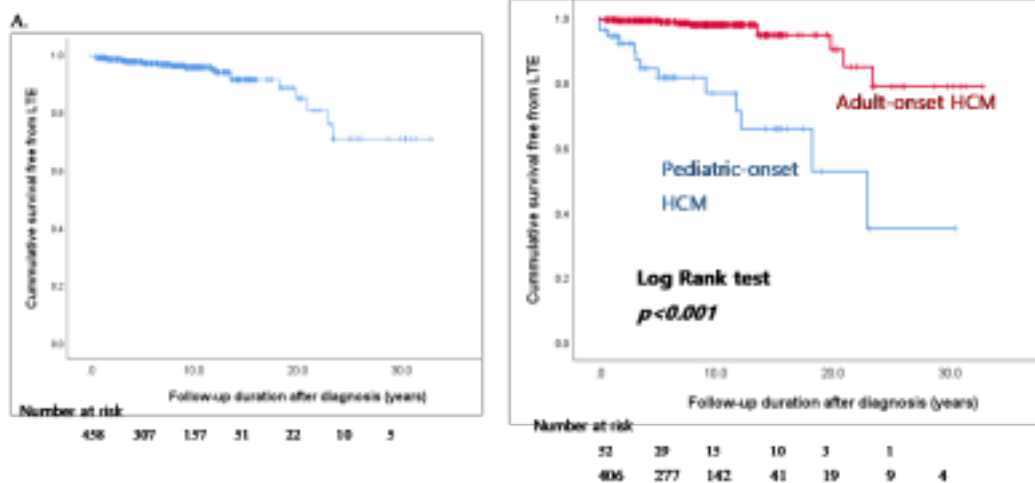 A.
Cummulative survival free from LTE
1.0
0.8
0.6
0.4
0.2
0.0
.0 10.0 20.0 30.0
Follow-up duration after diagnosis (years)
Number at risk
458 307 157 51 22 10 5
Cummulative survival free from LTE
1.0
0.8
0.6
0.4
0.2
0.0
Adult-onset HCM
Pediatric-onset
HCM
Log Rank test
p<0.001
.0 10.0 20.0 30.0
Follow-up duration after diagnosis (years)
Number at risk
52 29 15 10 3 1
406 277 142 41 19 9 4